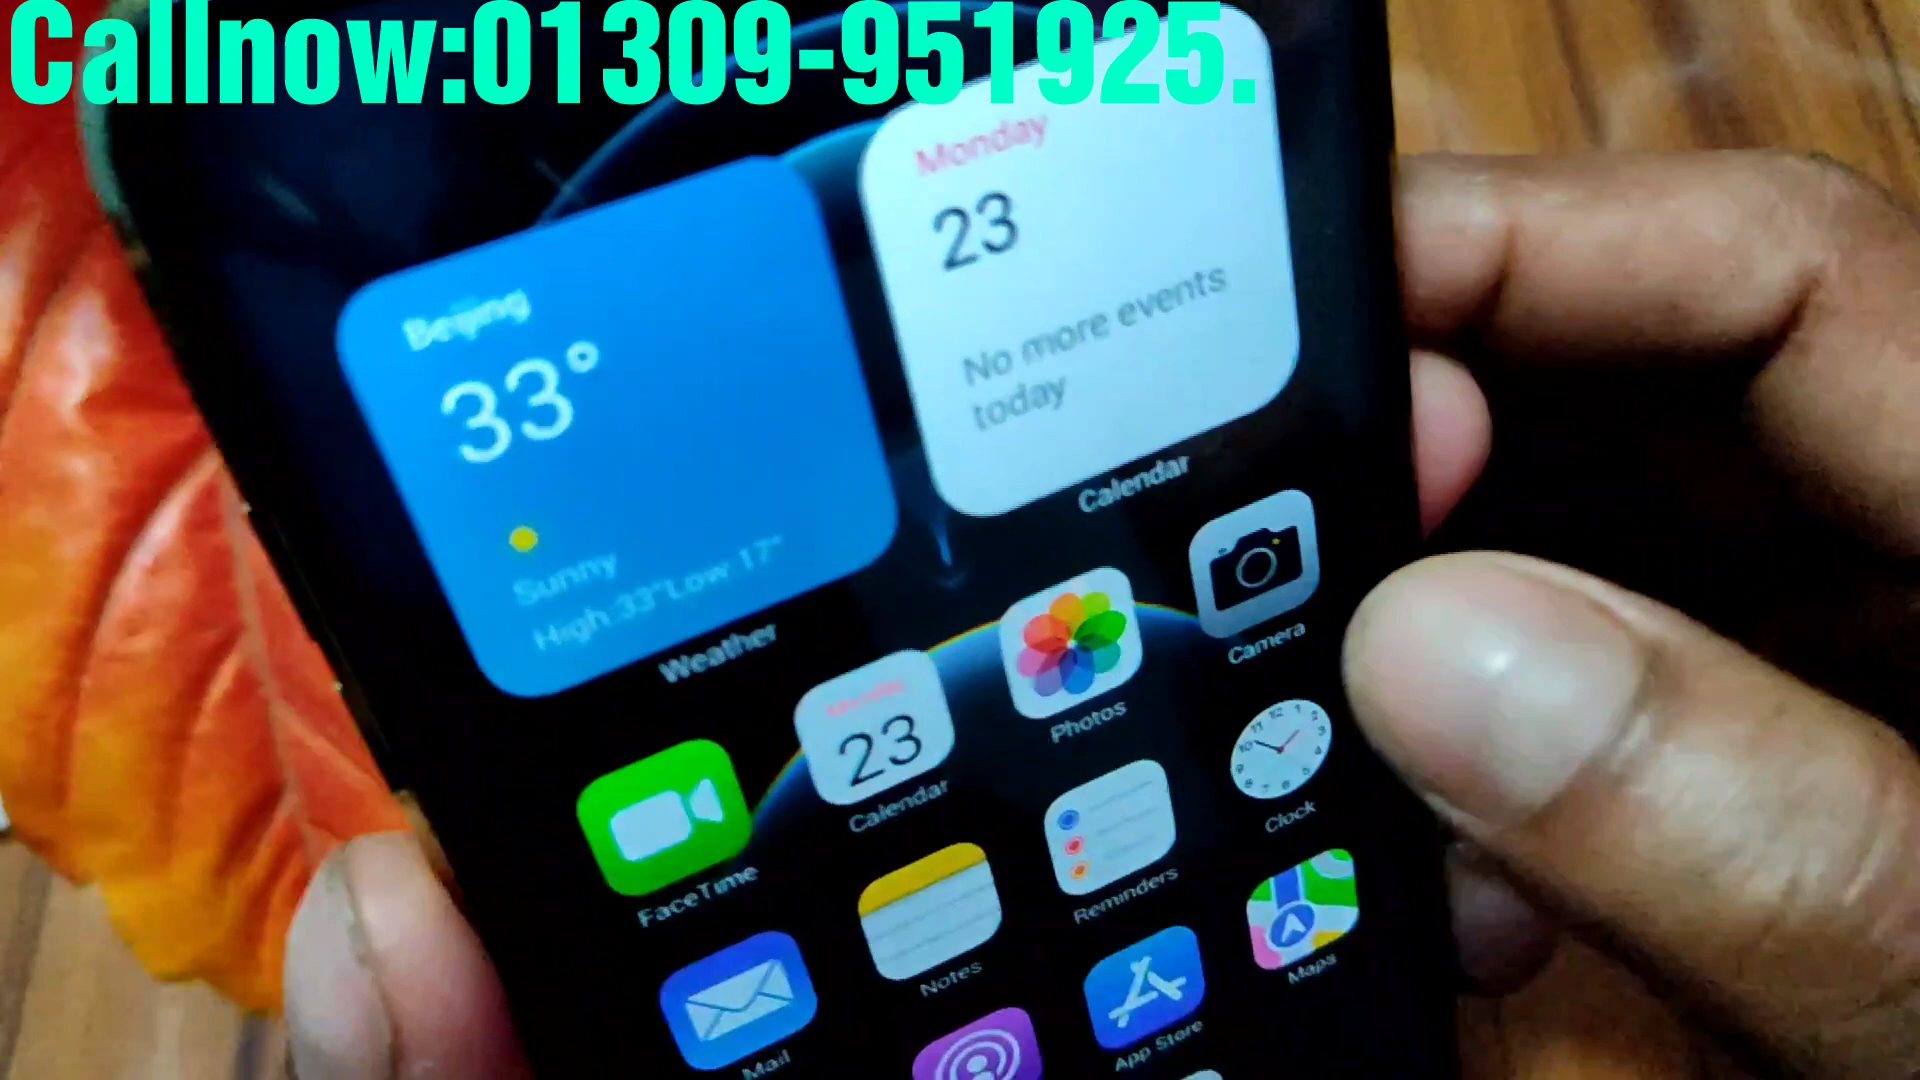 Callnow:01309-951925.
Monday
23
No more events
today
Calendar
Beijing
33°
Sunny
High:33°Low:17°
Weather
Camera
Photos
23
Calendar
FaceTime
Clock
Reminders
Notes
Mail
Maps
App Store